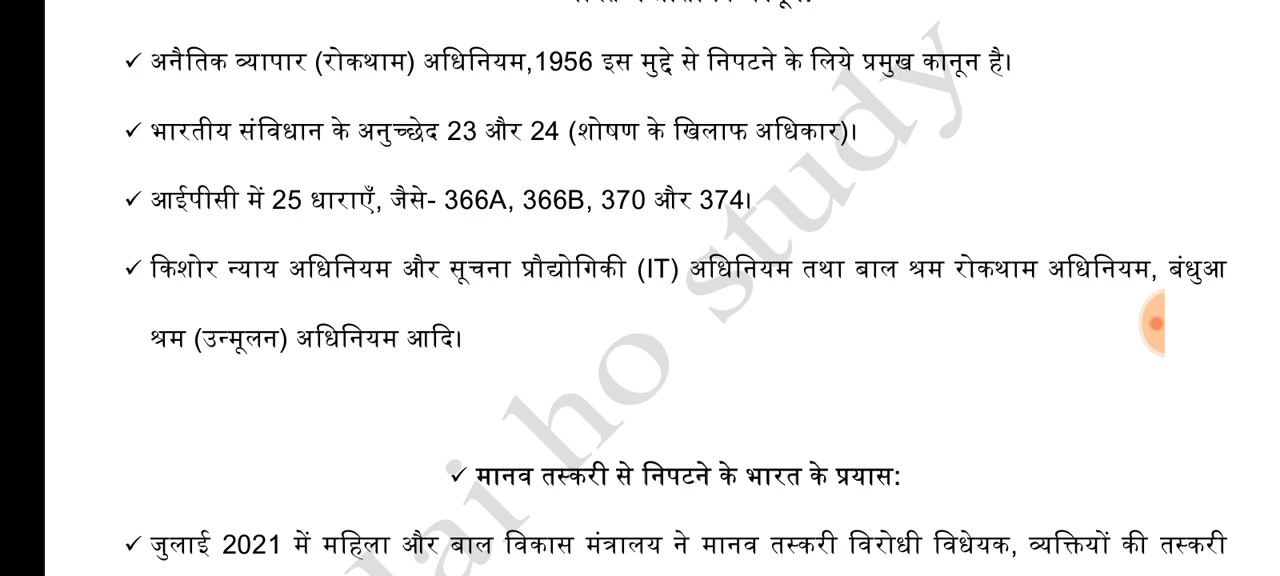 ✓ अनैतिक व्यापार (रोकथाम) अधिनियम,1956 इस मुद्दे से निपटने के लिये प्रमुख कानून है।
✓ भारतीय संविधान के अनुच्छेद 23 और 24 (शोषण के खिलाफ अधिकार)।
✓ आईपीसी में 25 धाराएँ, जैसे- 366A, 366B, 370 और 374।
✓ किशोर न्याय अधिनियम और सूचना प्रौद्योगिकी (IT) अधिनियम तथा बाल श्रम रोकथाम अधिनियम, बंधुआ
श्रम (उन्मूलन) अधिनियम आदि।
✓ मानव तस्करी से निपटने के भारत के प्रयास:
✓ जुलाई 2021 में महिला और बाल विकास मंत्रालय ने मानव तस्करी विरोधी विधेयक, व्यक्तियों की तस्करी
ho study